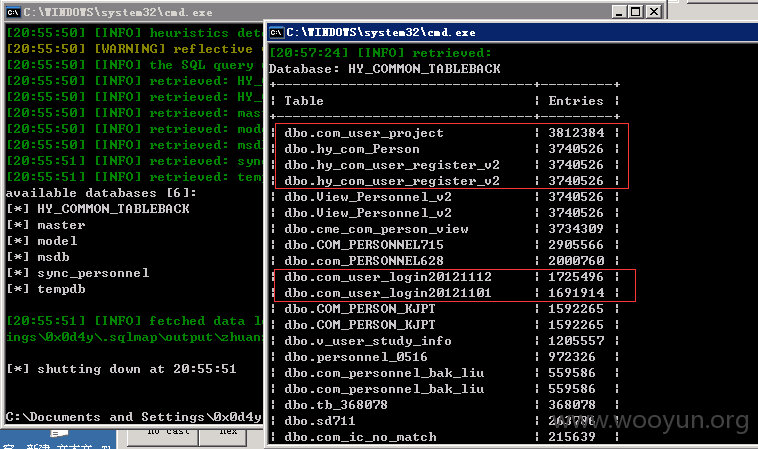 C:\WINDOWS\system32\cmd.exe
[20:55:50] [INFO] heuristics
[20:55:50] [WARNING] reflective
[20:55:50] [INFO] the SQL query
[20:55:50] [INFO] retrieved: HY_
[20:55:50] [INFO] retrieved: HY_
[20:55:50] [INFO] retrieved:
[20:55:50] [INFO] retrieved:
[20:55:50] [INFO] retrieved:
[20:55:51] [INFO] retrieved:
[20:55:51] [INFO] retrieved:
available databases [6]:
[*] HY_COMMON_TABLEBACK
[*] master
[*] model
[*] msdb
[*] sync_personnel
[*] tempdb
[20:55:51] [INFO] fetched data
ings\0x0d4y\.sqlmap\output\
[*] shutting down at 20:55:51
C:\Documents and Settings\0x0d4y
C:\WINDOWS\system32\cmd.exe
[20:57:24] [INFO] retrieved:
Database: HY_COMMON_TABLEBACK
Table | Entries
dbo.com_user_project | 3812384
dbo.hy_com_Person | 3740526
dbo.hy_com_user_register_v2 | 3740526
dbo.hy_com_user_register_v2 | 3740526
dbo.View_Personnel_v2 | 3740526
dbo.View_Personnel_v2 | 3740526
dbo.cme_com_person_view | 3734309
dbo.COM_PERSONNEL715 | 2905566
dbo.com_PERSONNEL628 | 2000760
dbo.com_user_login20121112 | 1725496
dbo.com_user_login20121101 | 1691914
dbo.COM_PERSON_KJPT | 1592265
dbo.COM_PERSON_KJPT | 1592265
dbo.v_user_study_info | 1205557
dbo.personnel_0516 | 972326
dbo.com_personnel_bak_liu | 559586
dbo.com_personnel_bak_liu | 559586
dbo.tb_368078 | 368078
dbo.sd711 | 263786
dbo.com_ic_no_match | 215639
no cast
hex
www.wooyun.org